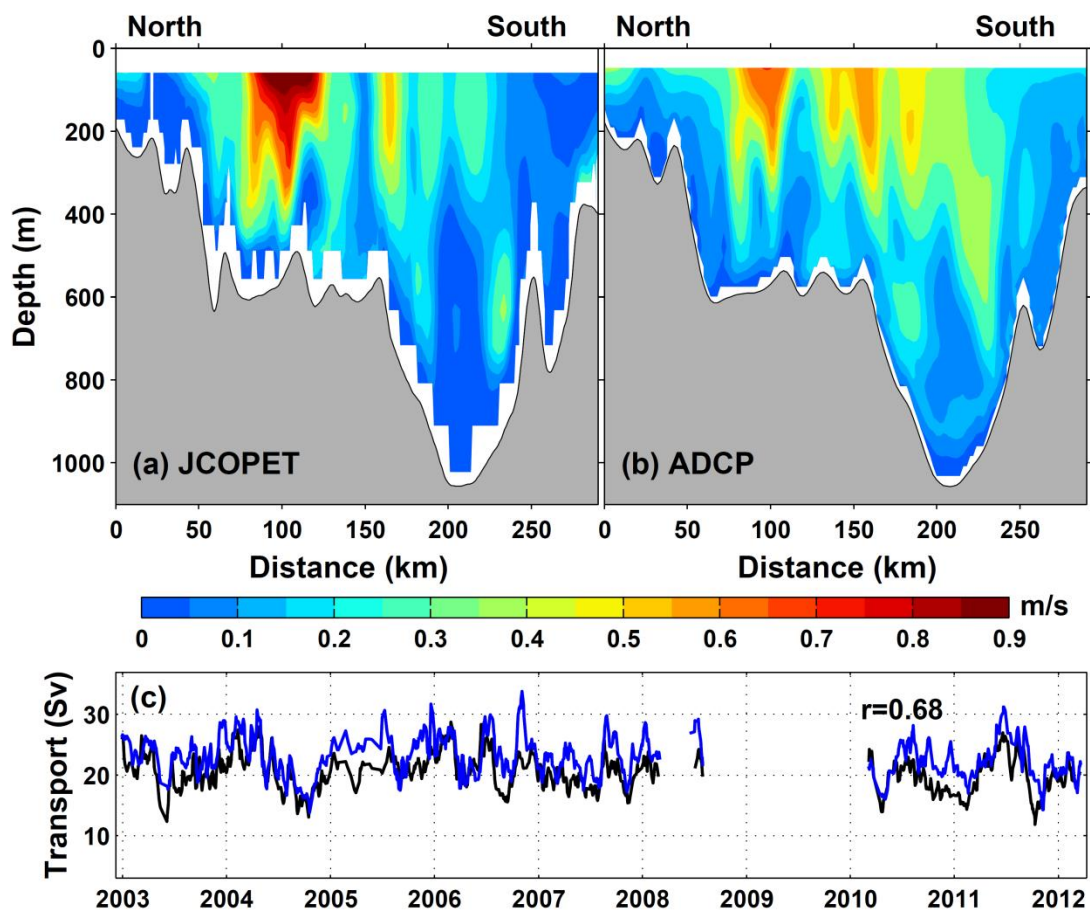 North South North South
0
200
400
600
800
1000
Depth (m)
(a) JCOPET (b) ADCP
0 50 100 150 200 250 0 50 100 150 200 250
Distance (km) Distance (km)
m/s
0 0.1 0.2 0.3 0.4 0.5 0.6 0.7 0.8 0.9
(c) r=0.68
Transport (Sv)
30
20
10
2003 2004 2005 2006 2007 2008 2009 2010 2011 2012